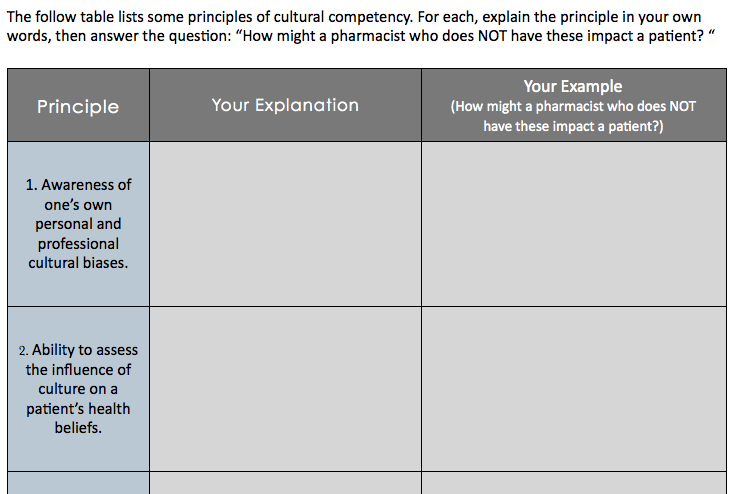 The follow table lists some principles of cultural competency. For each, explain the principle in your own
words, then answer the question: “How might a pharmacist who does NOT have these impact a patient? “
Principle
Your Explanation
Your Example
(How might a pharmacist who does NOT
have these impact a patient?)
1. Awareness of
one’s own
personal and
professional
cultural biases.
2. Ability to assess
the influence of
culture on a
patient’s health
beliefs.